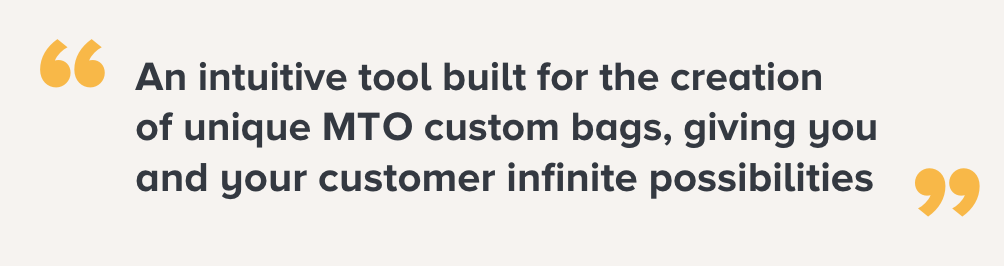 “An intuitive tool built for the creation
of unique MTO custom bags, giving you
and your customer infinite possibilities”